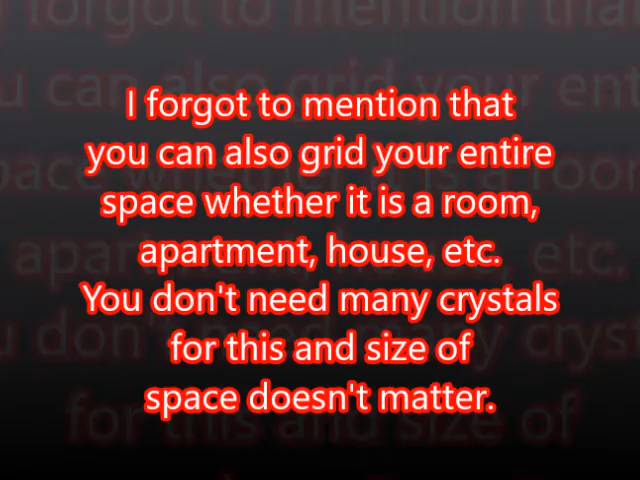 I forgot to mention that
you can also grid your entire
space whether it is a room,
apartment, house, etc.
You don't need many crystals
for this and size of
space doesn't matter.